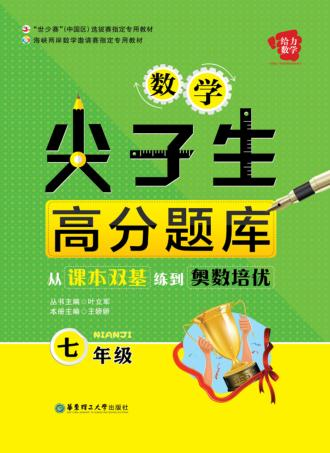 “世少赛”(中国区)选拔赛指定专用教材
海峡两岸数学邀请赛指定专用教材
给力
数学
数学
尖子生
高分题库
从课本双基练到奥数培优
丛书主编 叶立军
本册主编 王娇娇
NIANJI
七年级
华东理工大学出版社